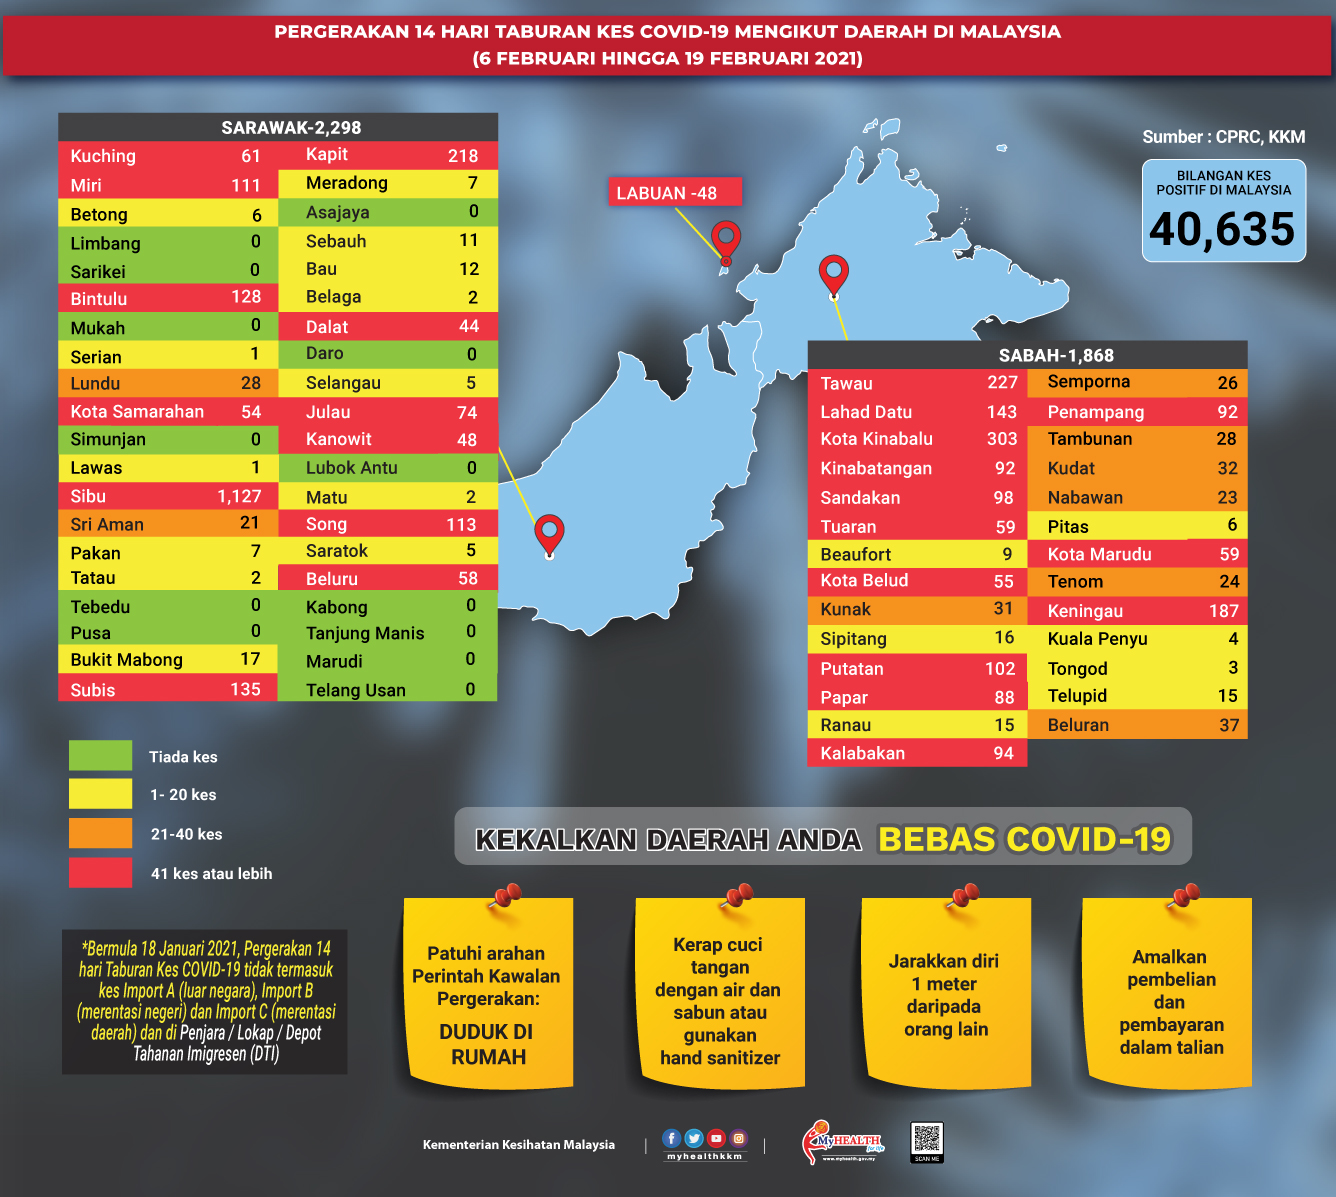 PERGERAKAN 14 HARI TABURAN KES COVID-19 MENGIKUT DAERAH DI MALAYSIA
(6 FEBRUARI HINGGA 19 FEBRUARI 2021)
Sumber : CPRC, KKM
BILANGAN KES
POSITIF DI MALAYSIA
40,635
LABUAN -48
SARAWAK-2,298
Kuching 61 Kapit 218
Miri 111 Meradong 7
Betong 6 Asajaya 0
Limbang 0 Sebauh 11
Sarikei 0 Bau 12
Bintulu 128 Belaga 2
Mukah 0 Dalat 44
Serian 1 Daro 0
Lundu 28 Selangau 5
Kota Samarahan 54 Julau 74
Simunjan 0 Kanowit 48
Lawas 1 Lubok Antu 0
Sibu 1,127 Matu 2
Sri Aman 21 Song 113
Pakan 7 Saratok 5
Tatau 2 Beluru 58
Tebedu 0 Kabong 0
Pusa 0 Tanjung Manis 0
Bukit Mabong 17 Marudi 0
Subis 135 Telang Usan 0
SABAH-1,868
Tawau 227 Semporna 26
Lahad Datu 143 Penampang 92
Kota Kinabalu 303 Tambunan 28
Kinabatangan 92 Kudat 32
Sandakan 98 Nabawan 23
Tuaran 59 Pitas 6
Beaufort 9 Kota Marudu 59
Kota Belud 55 Tenom 24
Kunak 31 Keningau 187
Sipitang 16 Kuala Penyu 4
Putatan 102 Tongod 3
Papar 88 Telupid 15
Ranau 15 Beluran 37
Kalabakan 94
Tiada kes
1- 20 kes
21-40 kes
41 kes atau lebih
*Bermula 18 Januari 2021, Pergerakan 14
hari Taburan Kes COVID-19 tidak termasuk
kes Import A (luar negara), Import B
(merentasi negeri) dan Import C (merentasi
daerah) dan di Penjara / Lokap / Depot
Tahanan Imigresen (DTI)
KEKALKAN DAERAH ANDA BEBAS COVID-19
Patuhi arahan
Perintah Kawalan
Pergerakan:
DUDUK DI
RUMAH
Kerap cuci
tangan
dengan air dan
sabun atau
gunakan
hand sanitizer
Jarakkan diri
1 meter
daripada
orang lain
Amalkan
pembelian
dan
pembayaran
dalam talian
Kementerian Kesihatan Malaysia
myhealthkkm
MyHEALTH
for life
www.myhealth.gov.my
SCAN ME